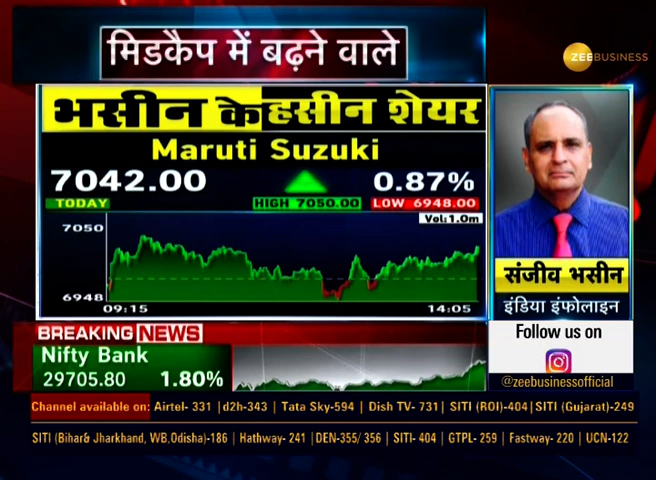 मिडकैप में बढ़ने वाले
ZEEBUSINESS
भसीन के हसीन शेयर
Maruti Suzuki
7042.00 0.87%
TODAY HIGH 7050.00 LOW 6948.00
Vol:1.0m
7050
6948
09:15 14:05
संजीव भसीन
इंडिया इंफोलाइन
BREAKING NEWS
Nifty Bank
29705.80 1.80%
Follow us on
@zeebusinessofficial
Channel available on: Airtel- 331 |d2h-343 | Tata Sky-594 | Dish TV- 731| SITI (ROI)-404|SITI (Gujarat)-249
SITI (Bihar& Jharkhand, WB,Odisha)-186 | Hathway- 241 |DEN-355/ 356 | SITI- 404 | GTPL- 259 | Fastway- 220 | UCN-122